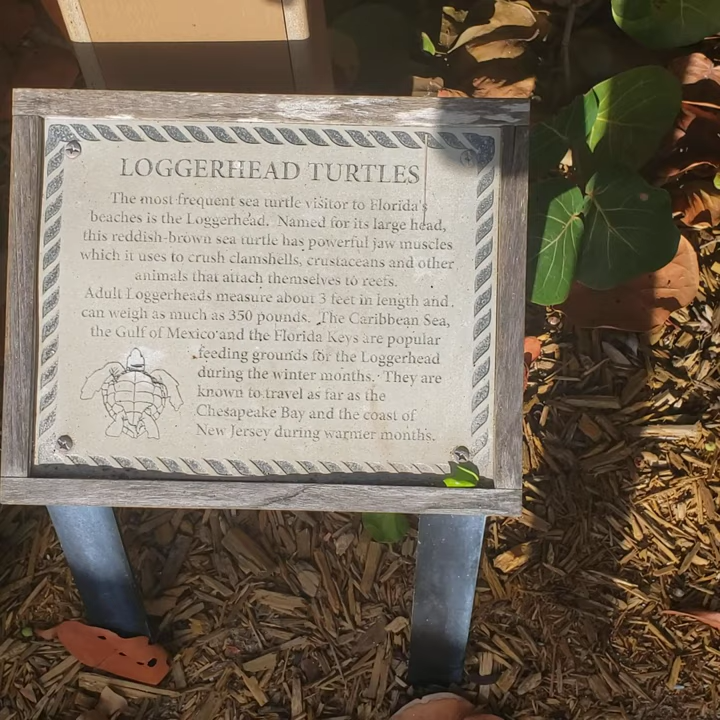 LOGGERHEAD TURTLES
The most frequent sea turtle visitor to Florida's
beaches is the Loggerhead. Named for its large head,
this reddish-brown sea turtle has powerful jaw muscles
which it uses to crush clamshells, crustaceans and other
animals that attach themselves to reefs.
Adult Loggerheads measure about 3 feet in length and
can weigh as much as 350 pounds. The Caribbean Sea,
the Gulf of Mexico and the Florida Keys are popular
feeding grounds for the Loggerhead
during the winter months. They are
known to travel as far as the
Chesapeake Bay and the coast of
New Jersey during warmer months.